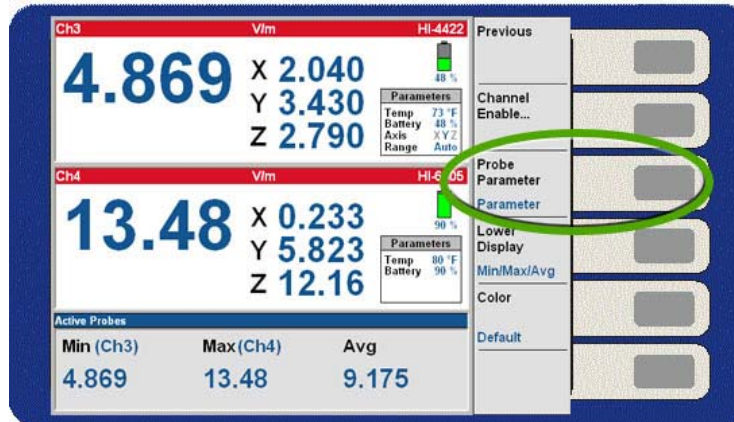 Ch3 V/m HI-4422
4.869
X 2.040
Y 3.430
Z 2.790
48 %
Parameters
Temp 73 °F
Battery 48 %
Axis XYZ
Range Auto
Ch4 V/m
13.48
X 0.233
Y 5.823
Z 12.16
90 %
Parameters
Temp 80 °F
Battery 90 %
Active Probes
Min (Ch3) Max(Ch4) Avg
4.869 13.48 9.175
Previous
Channel
Enable...
Probe
Parameter
Parameter
Lower
Display
Min/Max/Avg
Color
Default